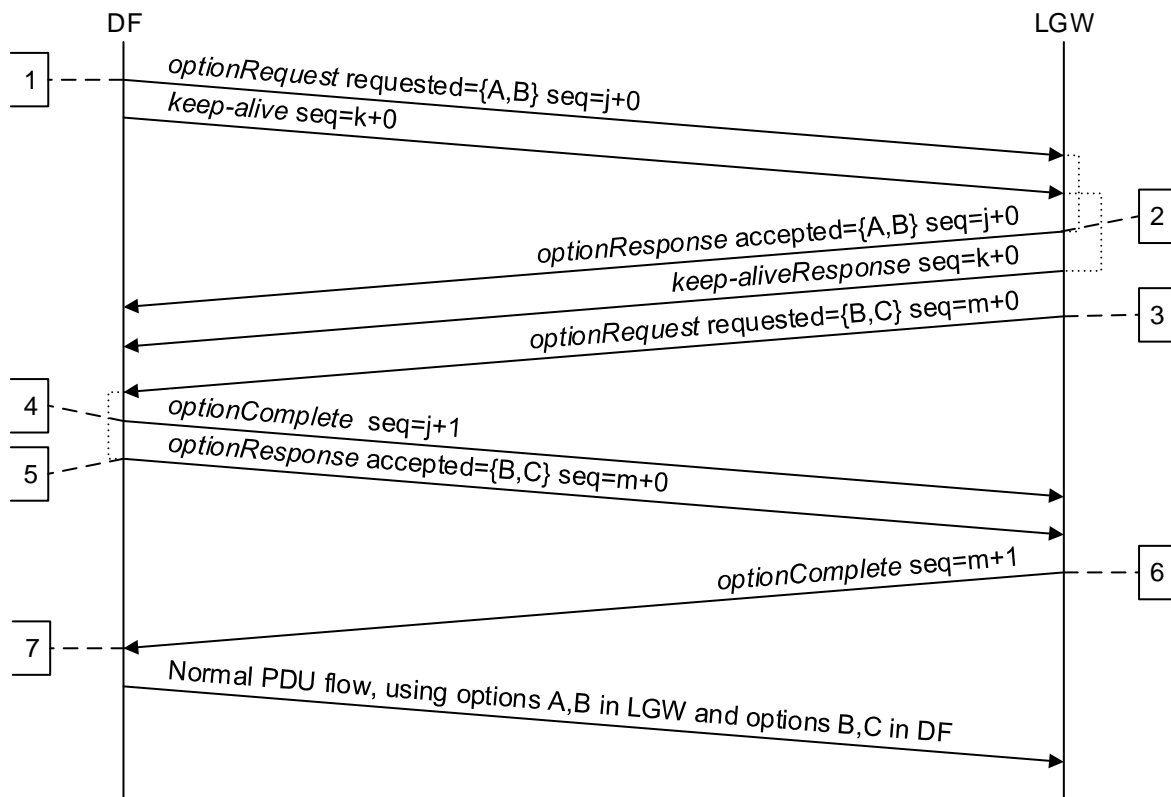 DF
LGW
1
optionRequest requested={A,B} seq=j+0
keep-alive seq=k+0
2
optionResponse accepted={A,B} seq=j+0
keep-aliveResponse seq=k+0
3
optionRequest requested={B,C} seq=m+0
4
optionComplete seq=j+1
5
optionResponse accepted={B,C} seq=m+0
6
optionComplete seq=m+1
7
Normal PDU flow, using options A,B in LGW and options B,C in DF